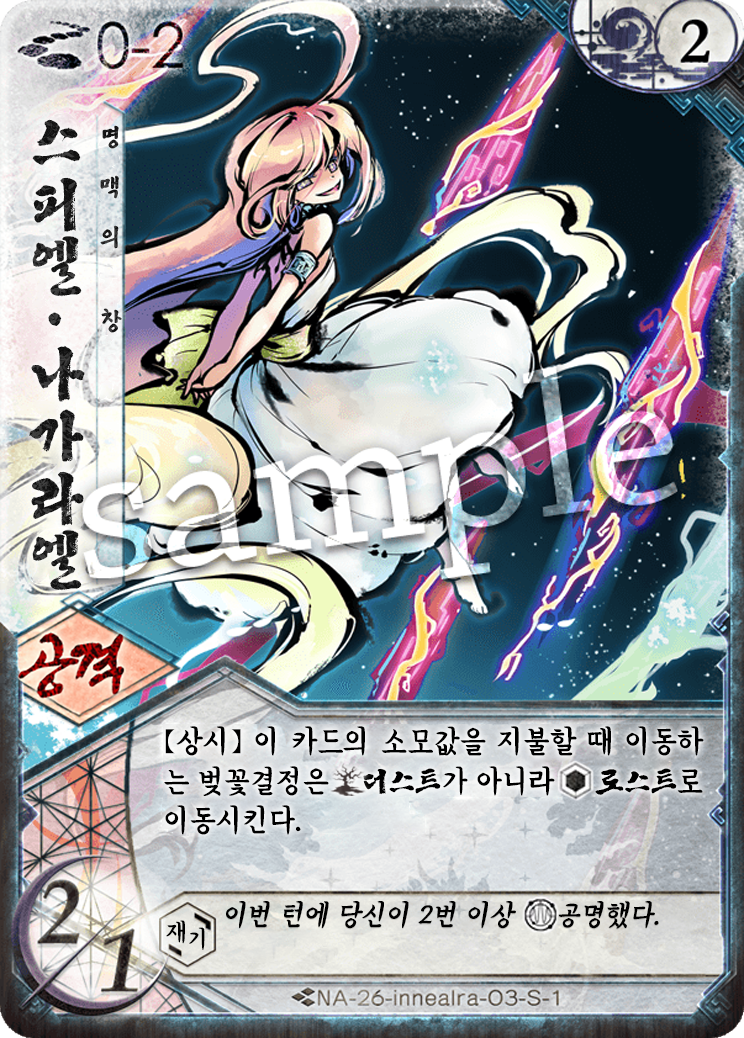 0-2
2
스피엘·나가라엘
명맥의 창
sample
공격
【상시】 이 카드의 소모값을 지불할 때 이동하
는 벚꽃결정은 더스트가 아니라 로스트로
이동시킨다.
2/1
재기
이번 턴에 당신이 2번 이상 공명했다.
NA-26-innealra-O3-S-1